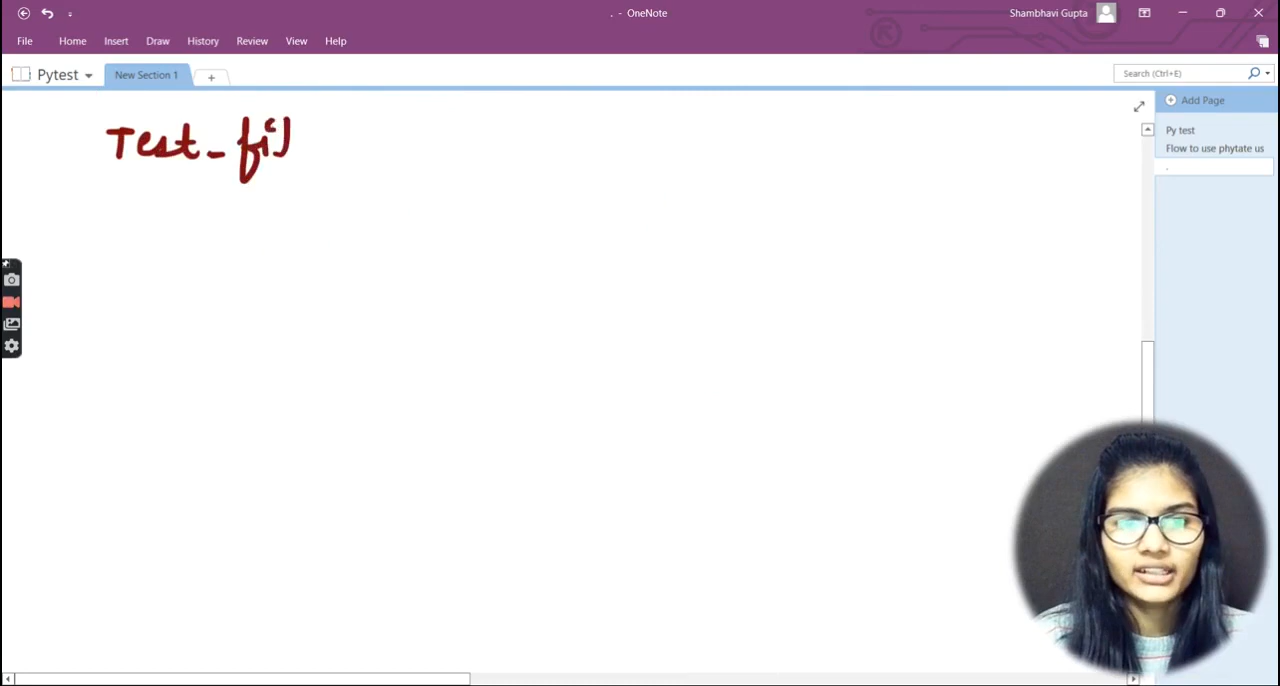 . - OneNote
Shambhavi Gupta
File Home Insert Draw History Review View Help
Pytest
New Section 1
+
Search (Ctrl+E)
Add Page
Py test
Flow to use phytate us
.
Test_